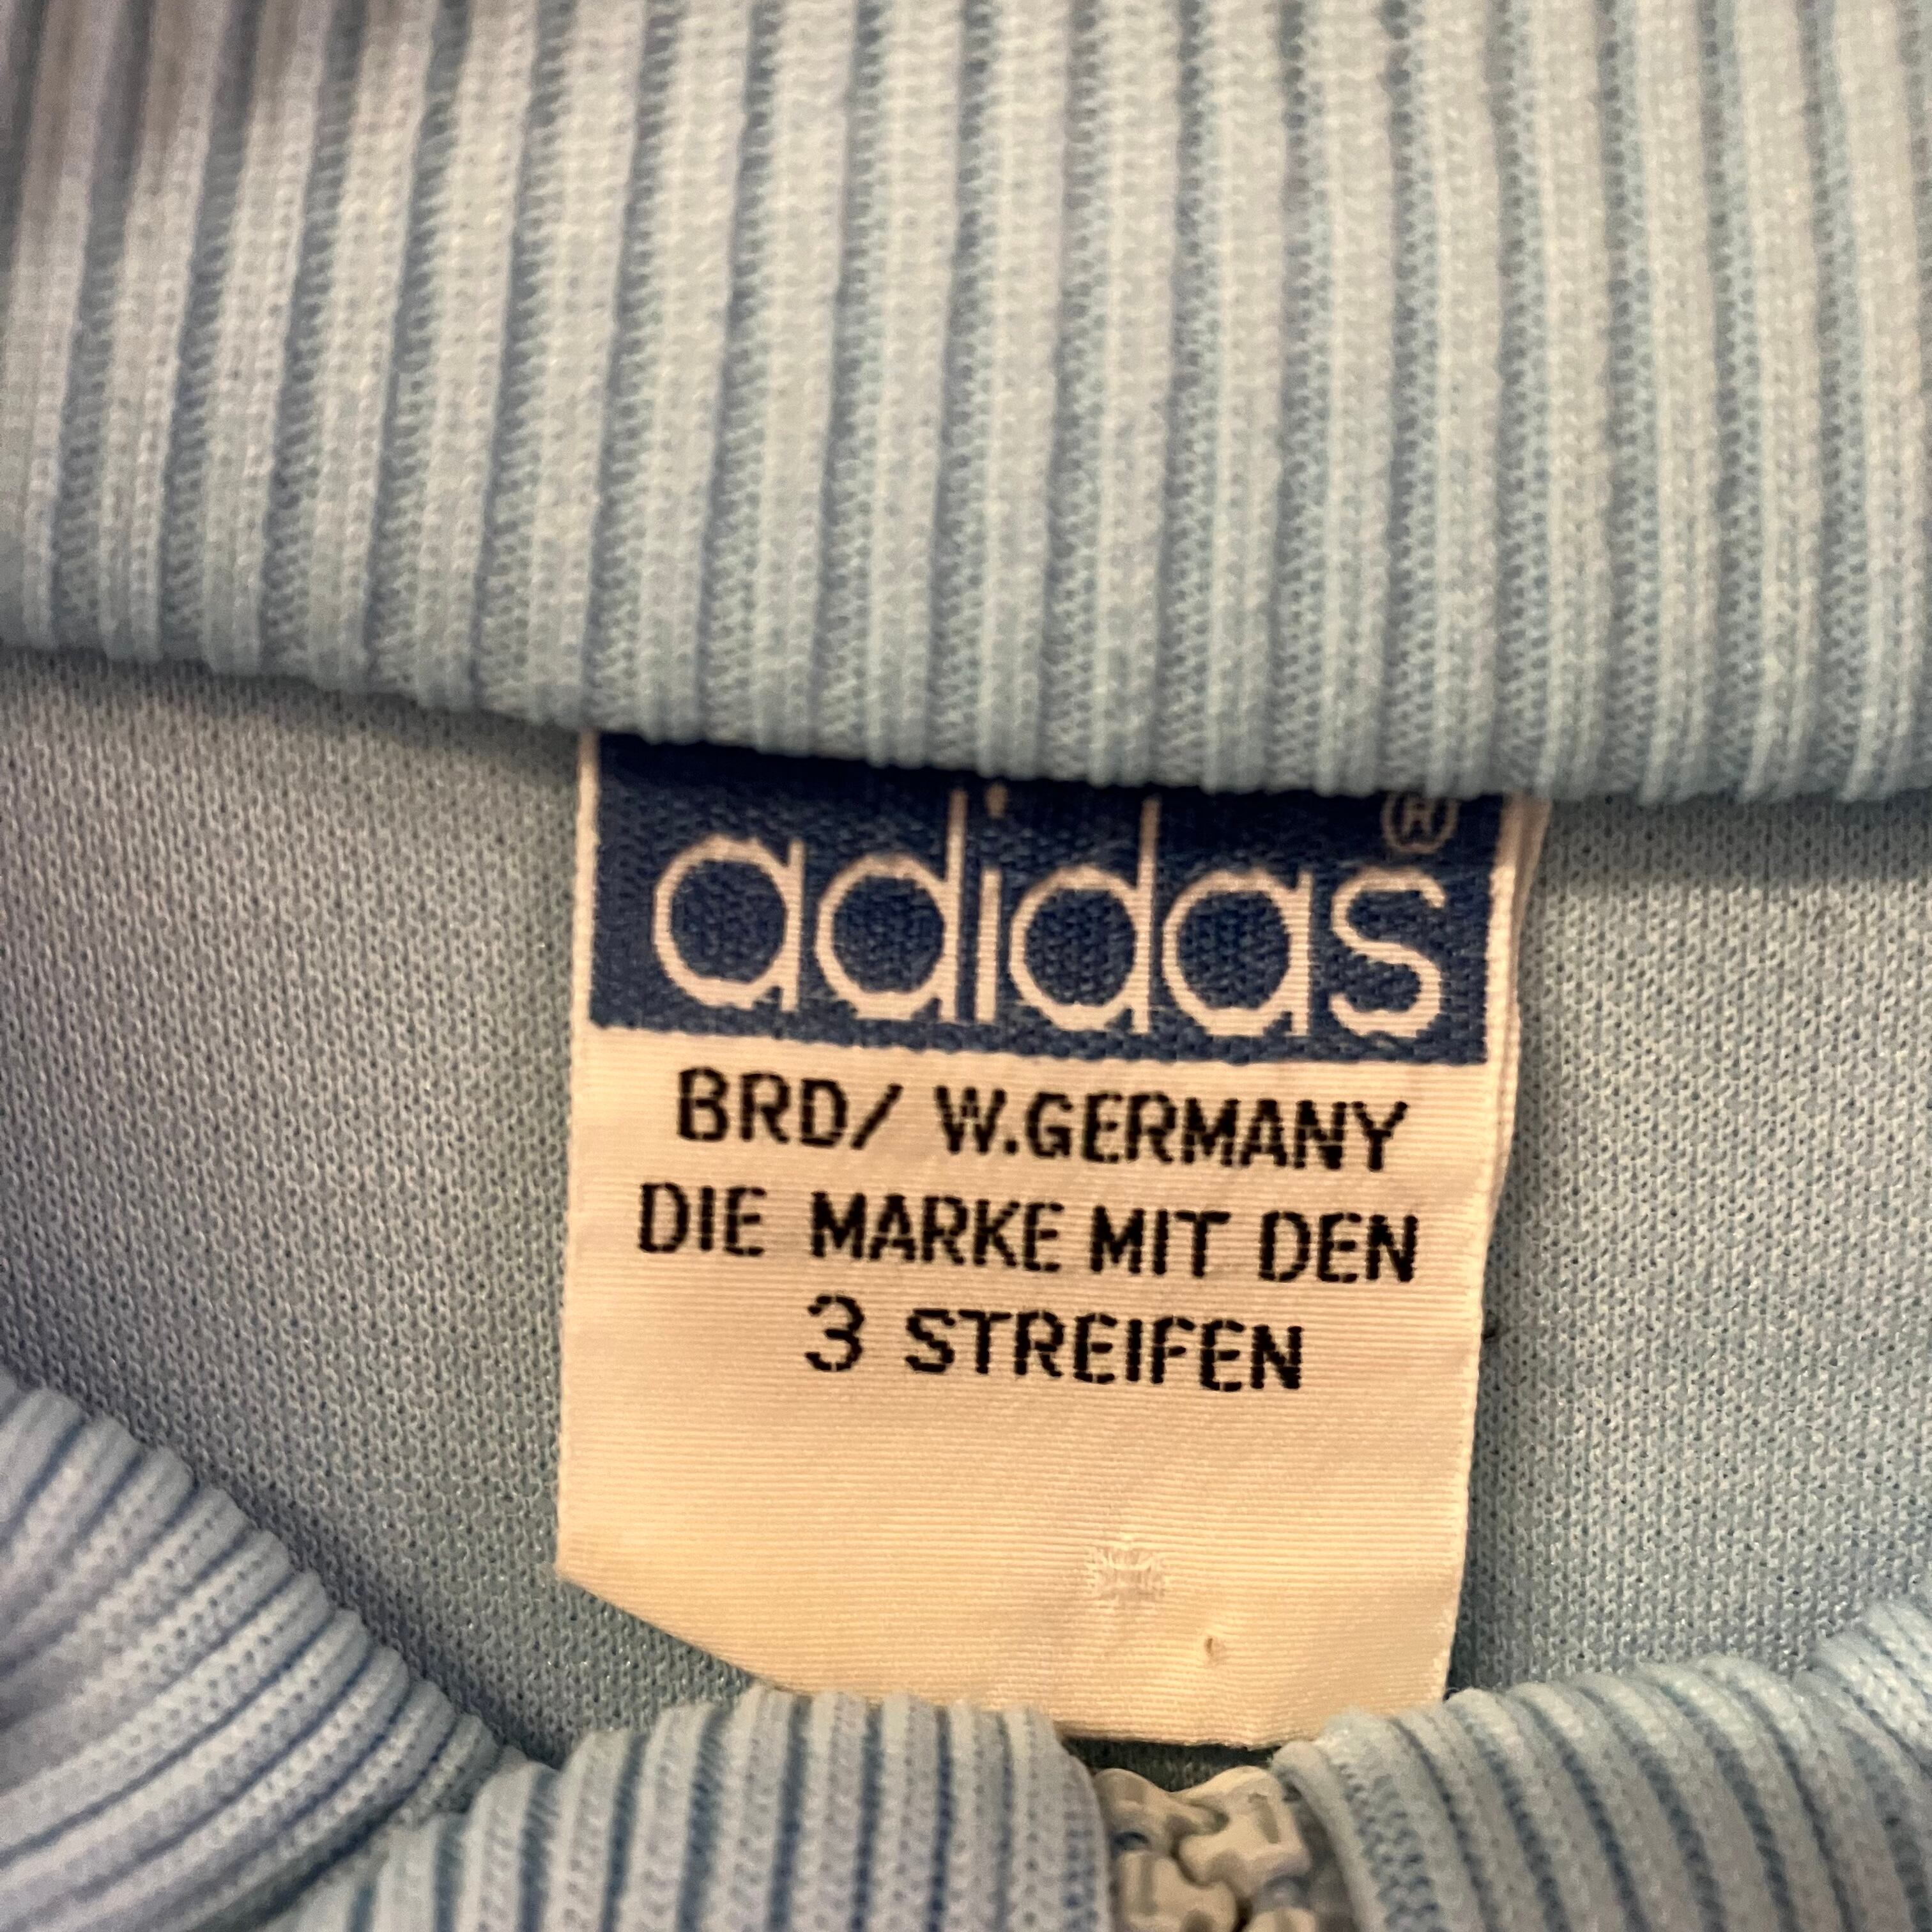 adidas ®
BRD/ W.GERMANY
DIE MARKE MIT DEN
3 STREIFEN